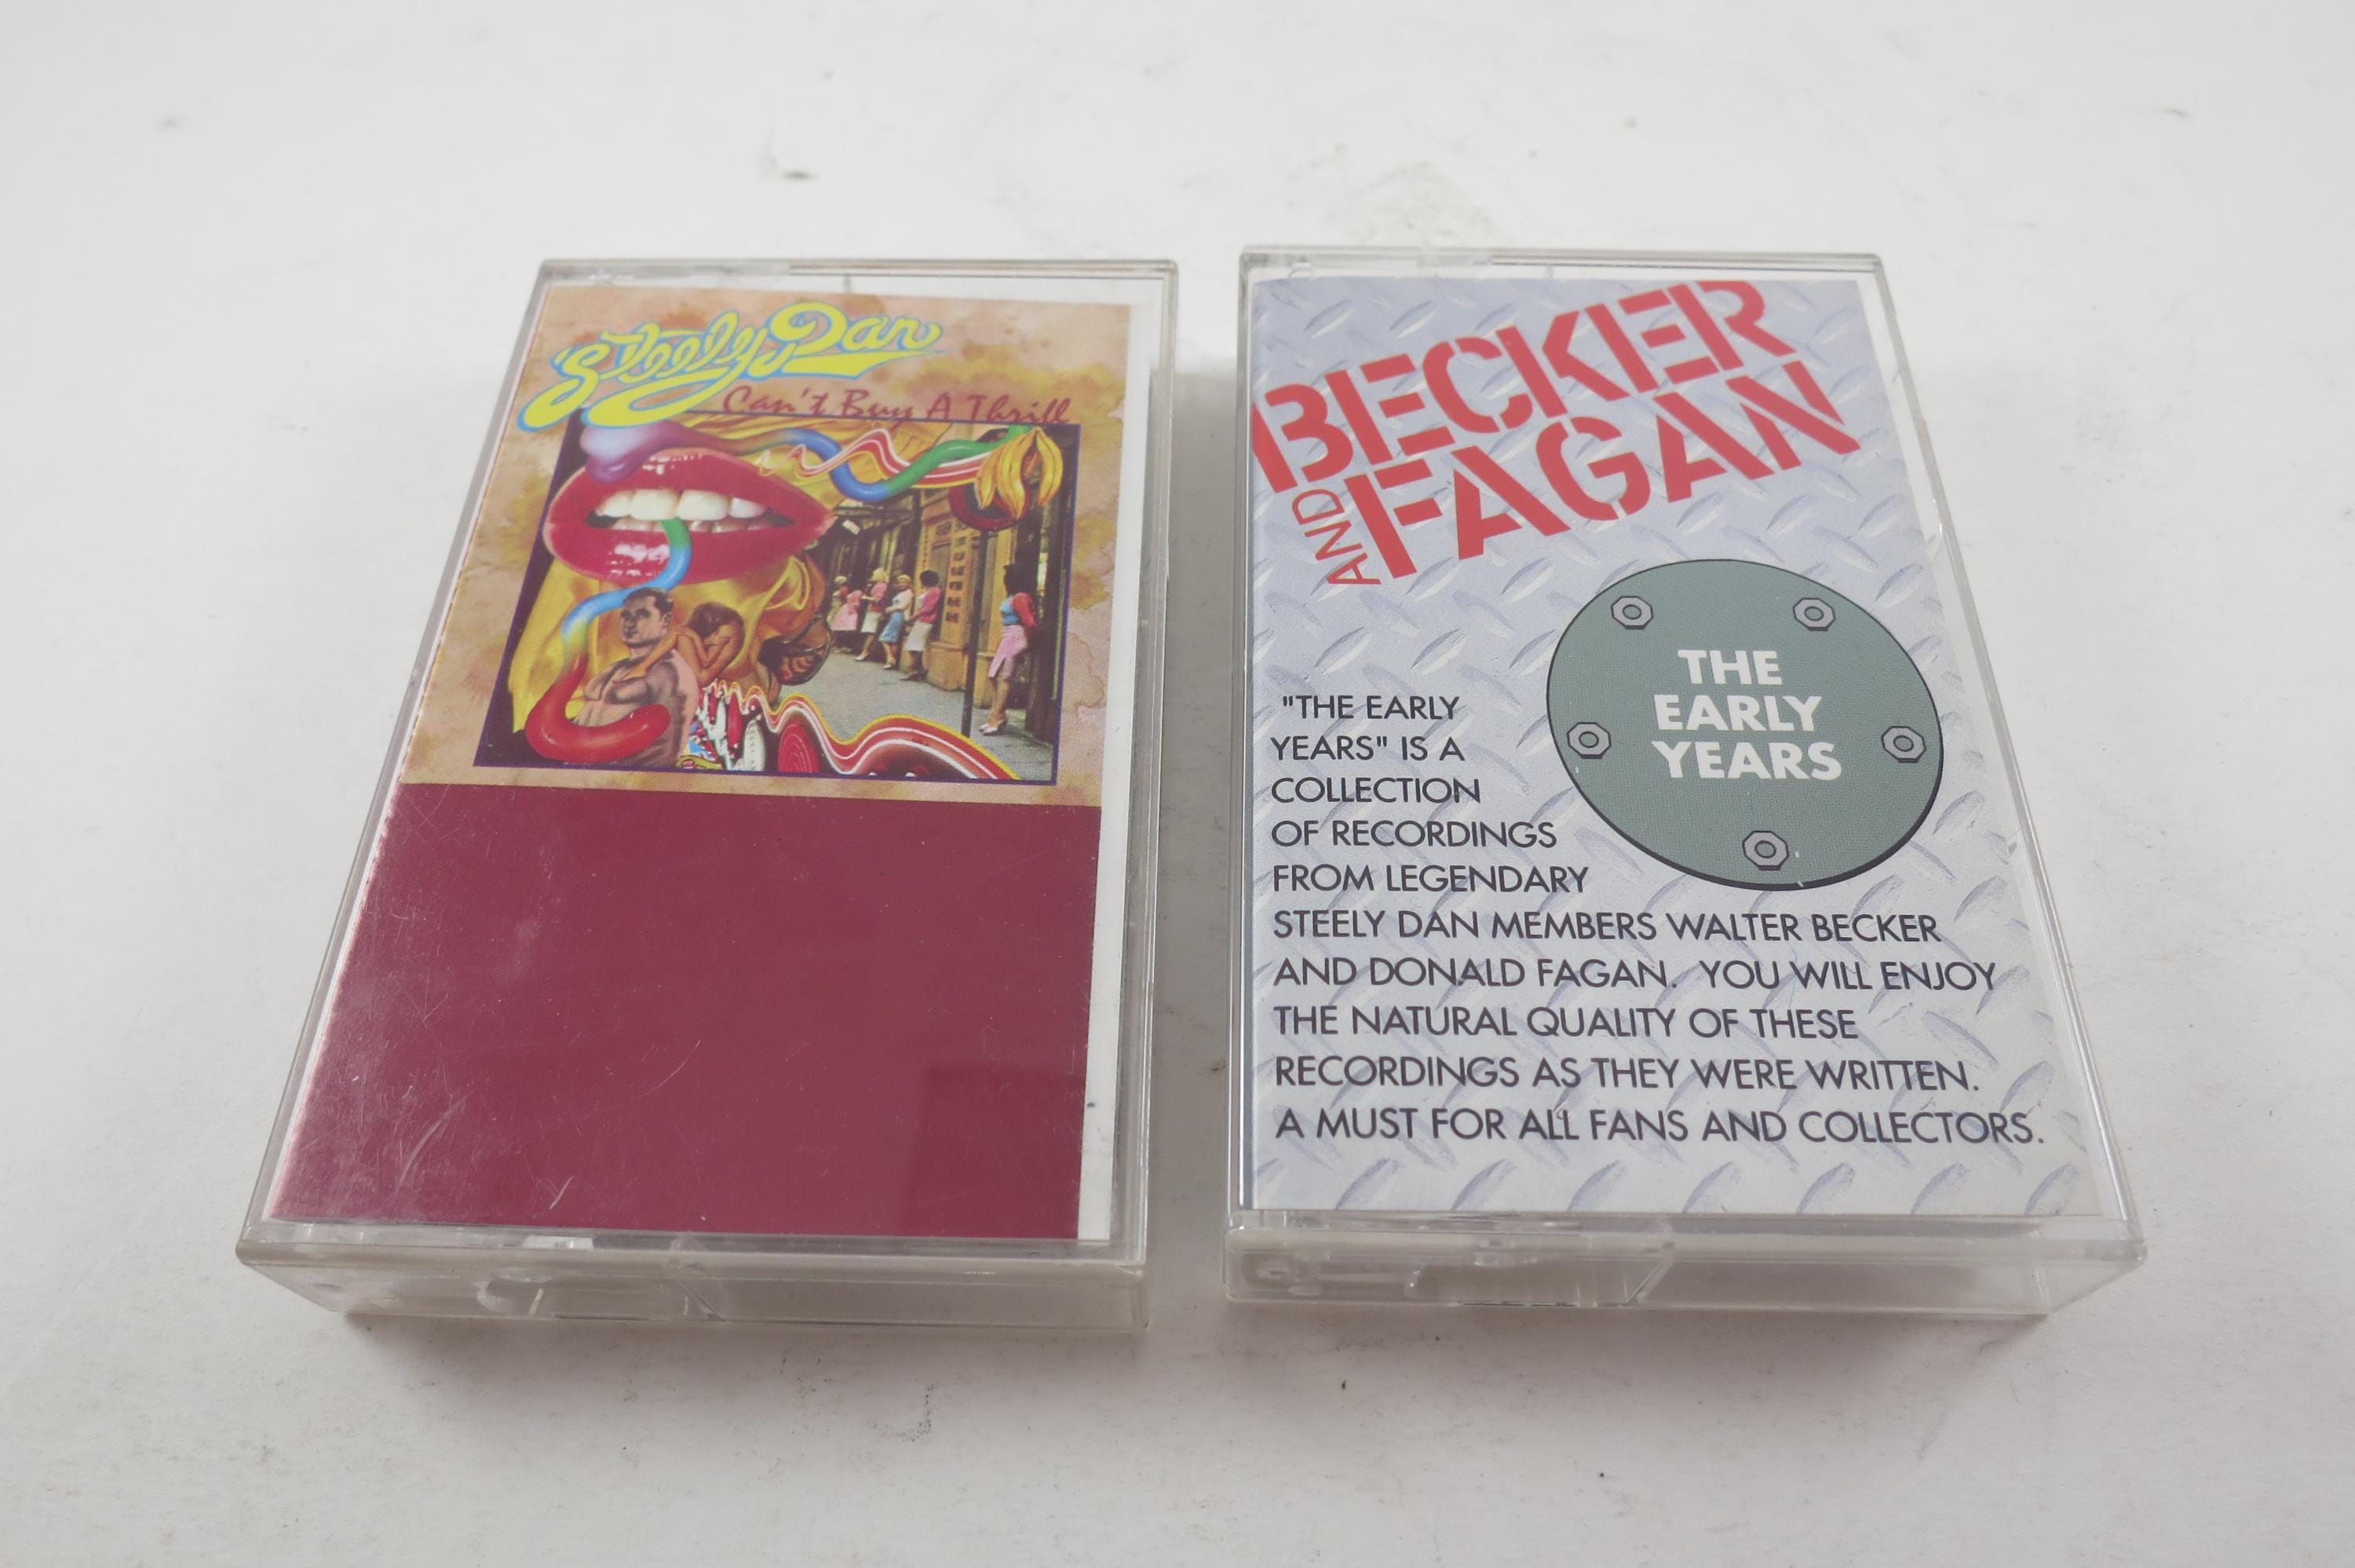 Steely Dan
Can't Buy A Thrill
BECKER
AND FAGAN
THE
EARLY
YEARS
"THE EARLY
YEARS" IS A
COLLECTION
OF RECORDINGS
FROM LEGENDARY
STEELY DAN MEMBERS WALTER BECKER
AND DONALD FAGAN. YOU WILL ENJOY
THE NATURAL QUALITY OF THESE
RECORDINGS AS THEY WERE WRITTEN.
A MUST FOR ALL FANS AND COLLECTORS.